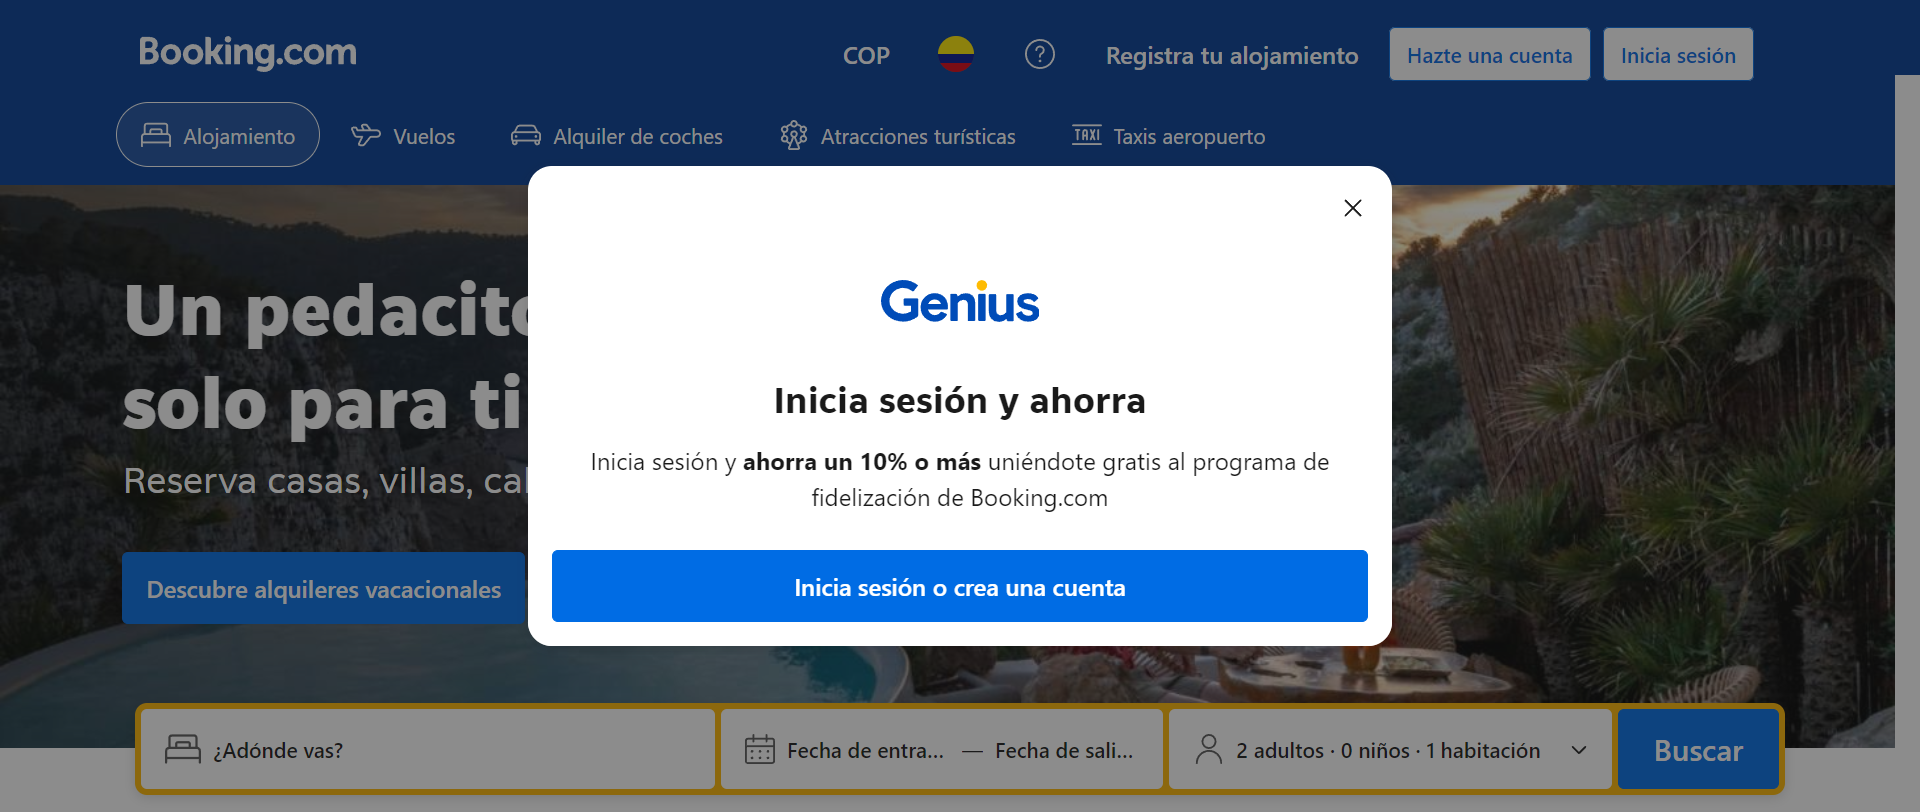 Booking.com
COP
Registra tu alojamiento
Hazte una cuenta
Inicia sesión
Alojamiento
Vuelos
Alquiler de coches
Atracciones turísticas
TAXI
Taxis aeropuerto
Un pedacito
solo para ti
Reserva casas, villas,
Descubre alquileres vacacionales
Genius
Inicia sesión y ahorra
Inicia sesión y ahorra un 10% o más uniéndote gratis al programa de
fidelización de Booking.com
Inicia sesión o crea una cuenta
¿Adónde vas?
Fecha de entra... — Fecha de sali...
2 adultos · 0 niños · 1 habitación
Buscar